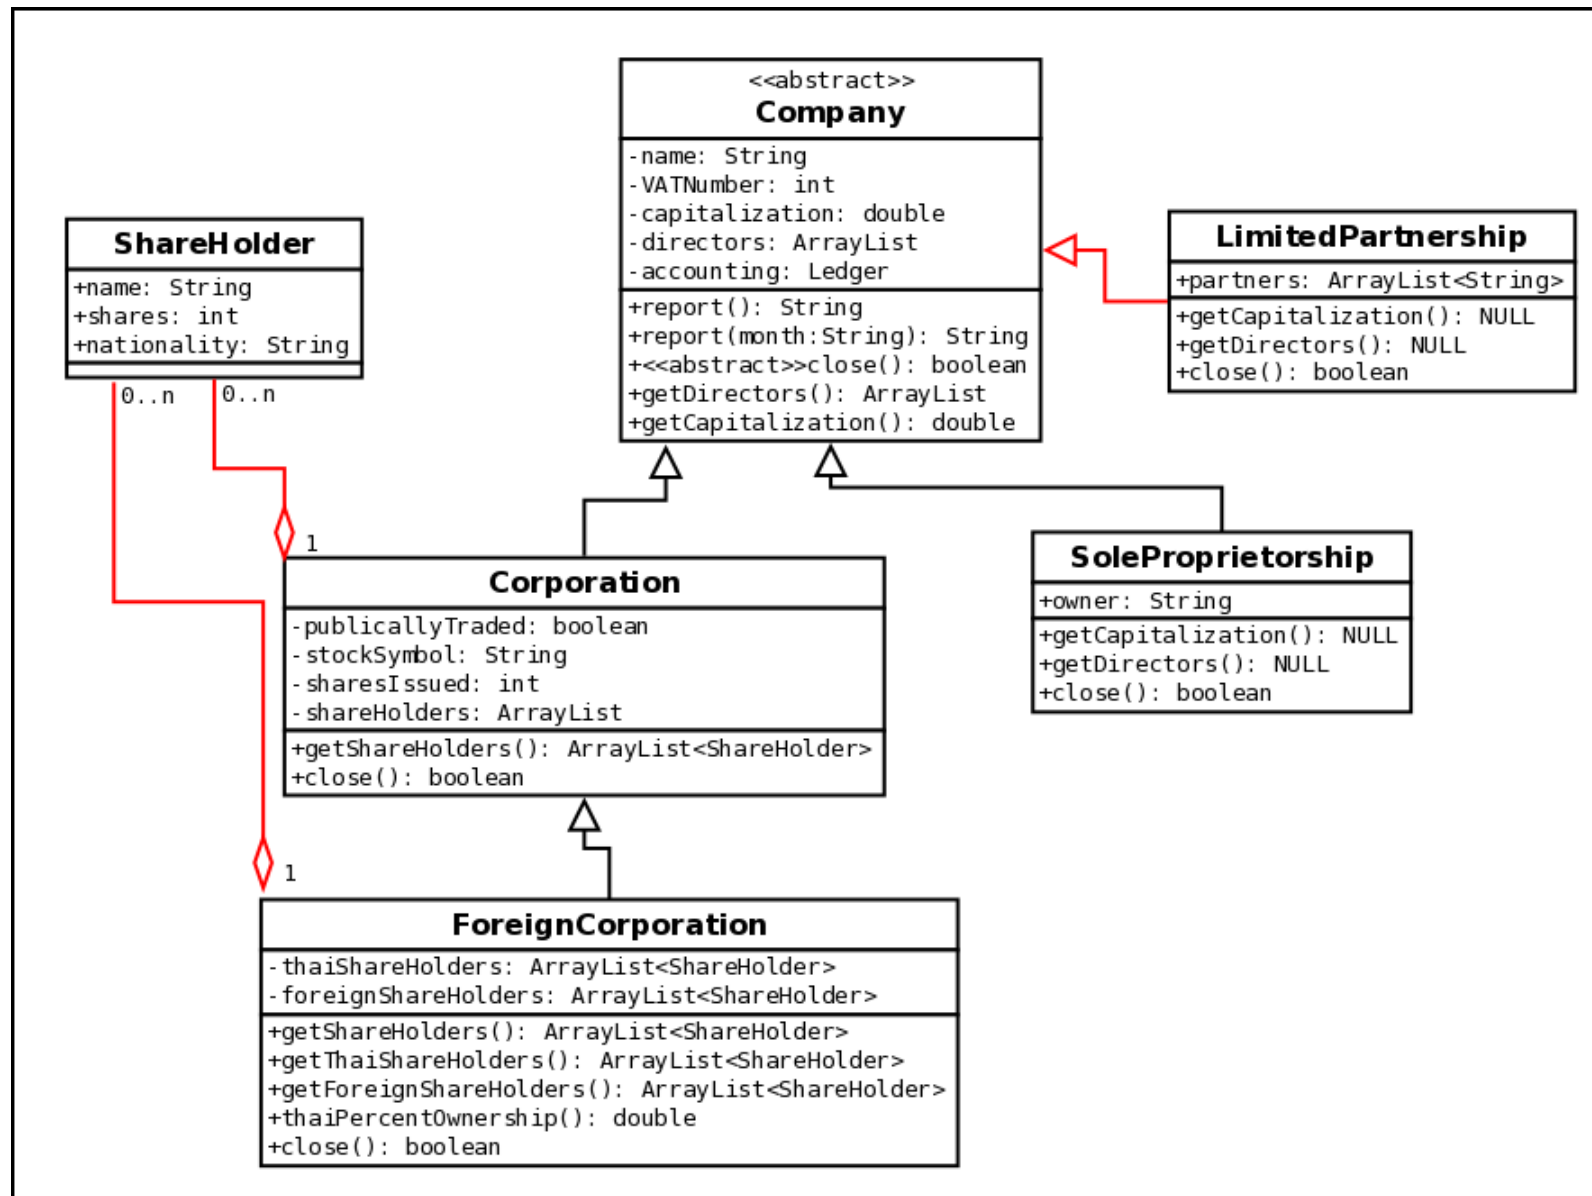 <<abstract>>
Company
-name: String
-VATNumber: int
-capitalization: double
-directors: ArrayList
-accounting: Ledger
+report(): String
+report(month:String): String
+<<abstract>>close(): boolean
+getDirectors(): ArrayList
+getCapitalization(): double
ShareHolder
+name: String
+shares: int
+nationality: String
0..n
0..n
LimitedPartnership
+partners: ArrayList<String>
+getCapitalization(): NULL
+getDirectors(): NULL
+close(): boolean
1
Corporation
-publicallyTraded: boolean
-stockSymbol: String
-sharesIssued: int
-shareHolders: ArrayList
+getShareHolders(): ArrayList<ShareHolder>
+close(): boolean
SoleProprietorship
+owner: String
+getCapitalization(): NULL
+getDirectors(): NULL
+close(): boolean
1
ForeignCorporation
-thaiShareHolders: ArrayList<ShareHolder>
-foreignShareHolders: ArrayList<ShareHolder>
+getShareHolders(): ArrayList<ShareHolder>
+getThaiShareHolders(): ArrayList<ShareHolder>
+getForeignShareHolders(): ArrayList<ShareHolder>
+thaiPercentOwnership(): double
+close(): boolean